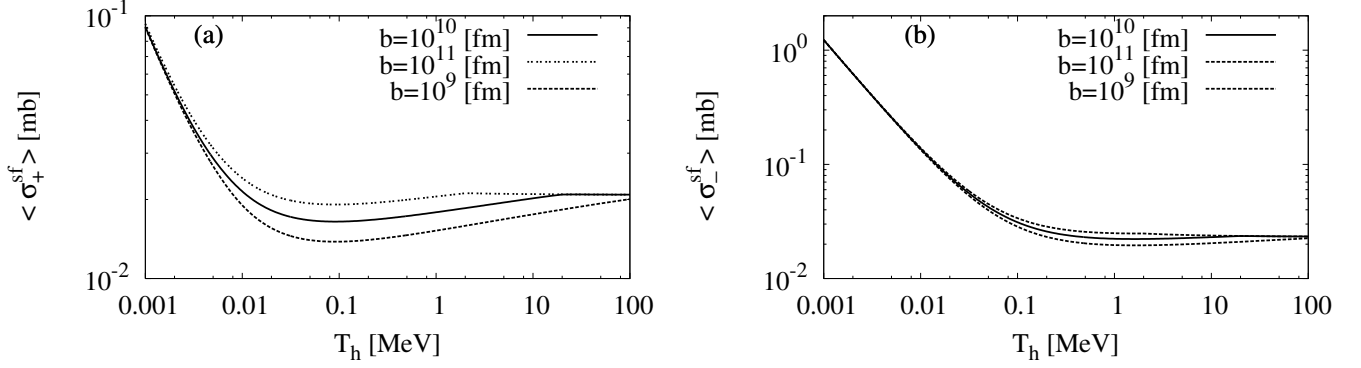 (a)
b=10^10 [fm]
b=10^11 [fm]
b=10^9 [fm]
< σ_+^sf > [mb]
10^-1
10^-2
0.001 0.01 0.1 1 10 100
T_h [MeV]
(b)
b=10^10 [fm]
b=10^11 [fm]
b=10^9 [fm]
< σ_-^sf > [mb]
10^0
10^-1
10^-2
0.001 0.01 0.1 1 10 100
T_h [MeV]